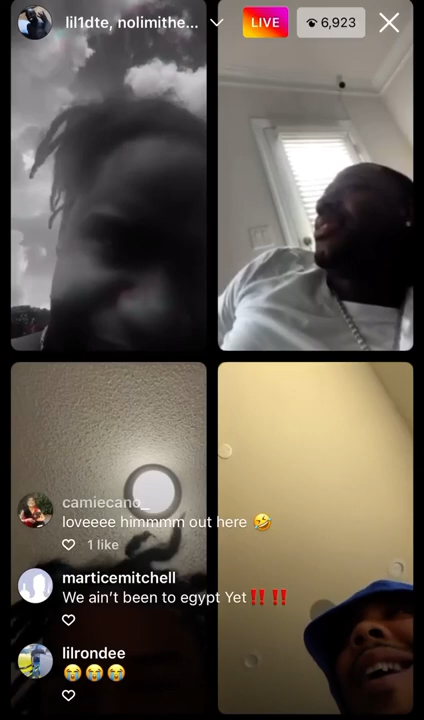 lil1dte, nolimithe...
LIVE
6,923
camiecano_
loveeee himmmm out here 🤣
1 like
marticemitchell
We ain't been to egypt Yet‼️ ‼️
lilrondee
😭😭😭